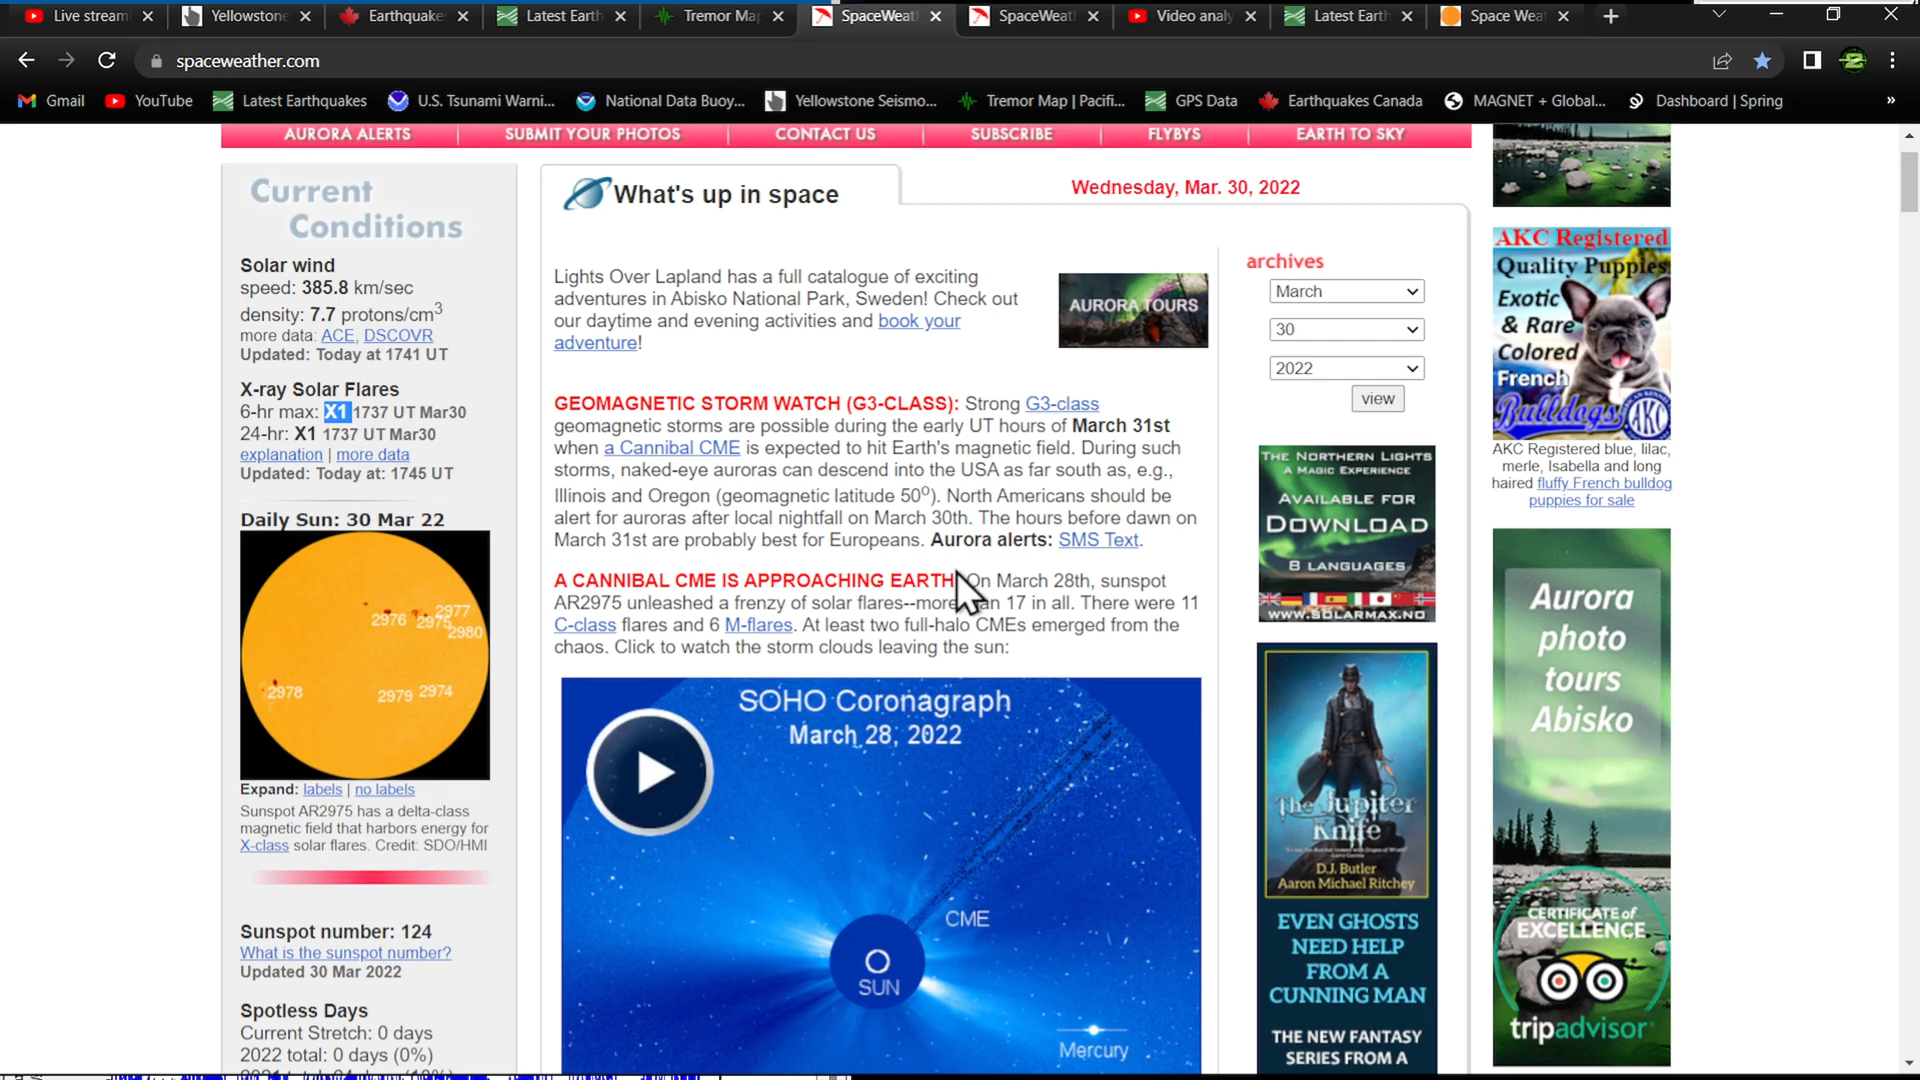 Live stream
Yellowstone
Earthquake
Latest Earth
Tremor Map
SpaceWeat
SpaceWeat
Video analy
Latest Earth
Space Wea
spaceweather.com
Gmail
YouTube
Latest Earthquakes
U.S. Tsunami Warni...
National Data Buoy...
Yellowstone Seismo...
Tremor Map | Pacifi...
GPS Data
Earthquakes Canada
MAGNET + Global...
Dashboard | Spring
»
AURORA ALERTS
SUBMIT YOUR PHOTOS
CONTACT US
SUBSCRIBE
FLYBYS
EARTH TO SKY
Current
Conditions
Solar wind
speed: 385.8 km/sec
density: 7.7 protons/cm3
more data: ACE, DSCOVR
Updated: Today at 1741 UT
X-ray Solar Flares
6-hr max: X1 1737 UT Mar30
24-hr: X1 1737 UT Mar30
explanation | more data
Updated: Today at: 1745 UT
Daily Sun: 30 Mar 22
2976
2975
2977
2980
2978
2979
2974
Expand: labels | no labels
Sunspot AR2975 has a delta-class
magnetic field that harbors energy for
X-class solar flares. Credit: SDO/HMI
Sunspot number: 124
What is the sunspot number?
Updated 30 Mar 2022
Spotless Days
Current Stretch: 0 days
2022 total: 0 days (0%)
What's up in space
Wednesday, Mar. 30, 2022
Lights Over Lapland has a full catalogue of exciting
adventures in Abisko National Park, Sweden! Check out
our daytime and evening activities and book your
adventure!
AURORA TOURS
GEOMAGNETIC STORM WATCH (G3-CLASS): Strong G3-class
geomagnetic storms are possible during the early UT hours of March 31st
when a Cannibal CME is expected to hit Earth's magnetic field. During such
storms, naked-eye auroras can descend into the USA as far south as, e.g.,
Illinois and Oregon (geomagnetic latitude 50o). North Americans should be
alert for auroras after local nightfall on March 30th. The hours before dawn on
March 31st are probably best for Europeans. Aurora alerts: SMS Text.
A CANNIBAL CME IS APPROACHING EARTH On March 28th, sunspot
AR2975 unleashed a frenzy of solar flares--more an 17 in all. There were 11
C-class flares and 6 M-flares. At least two full-halo CMEs emerged from the
chaos. Click to watch the storm clouds leaving the sun:
SOHO Coronagraph
March 28, 2022
CME
SUN
Mercury
archives
March
30
2022
view
THE NORTHERN LIGHTS
A MAGIC EXPERIENCE
AVAILABLE FOR
DOWNLOAD
8 LANGUAGES
WWW.SOLARMAX.NO
The Jupiter
Knife
D.J. Butler
Aaron Michael Ritchey
EVEN GHOSTS
NEED HELP
FROM A
CUNNING MAN
THE NEW FANTASY
SERIES FROM A
AKC Registered
Quality Puppies
Exotic
& Rare
Colored
French
Bulldogs
AKC Registered blue, lilac,
merle, Isabella and long
haired fluffy French bulldog
puppies for sale
Aurora
photo
tours
Abisko
CERTIFICATE of
EXCELLENCE
tripadvisor